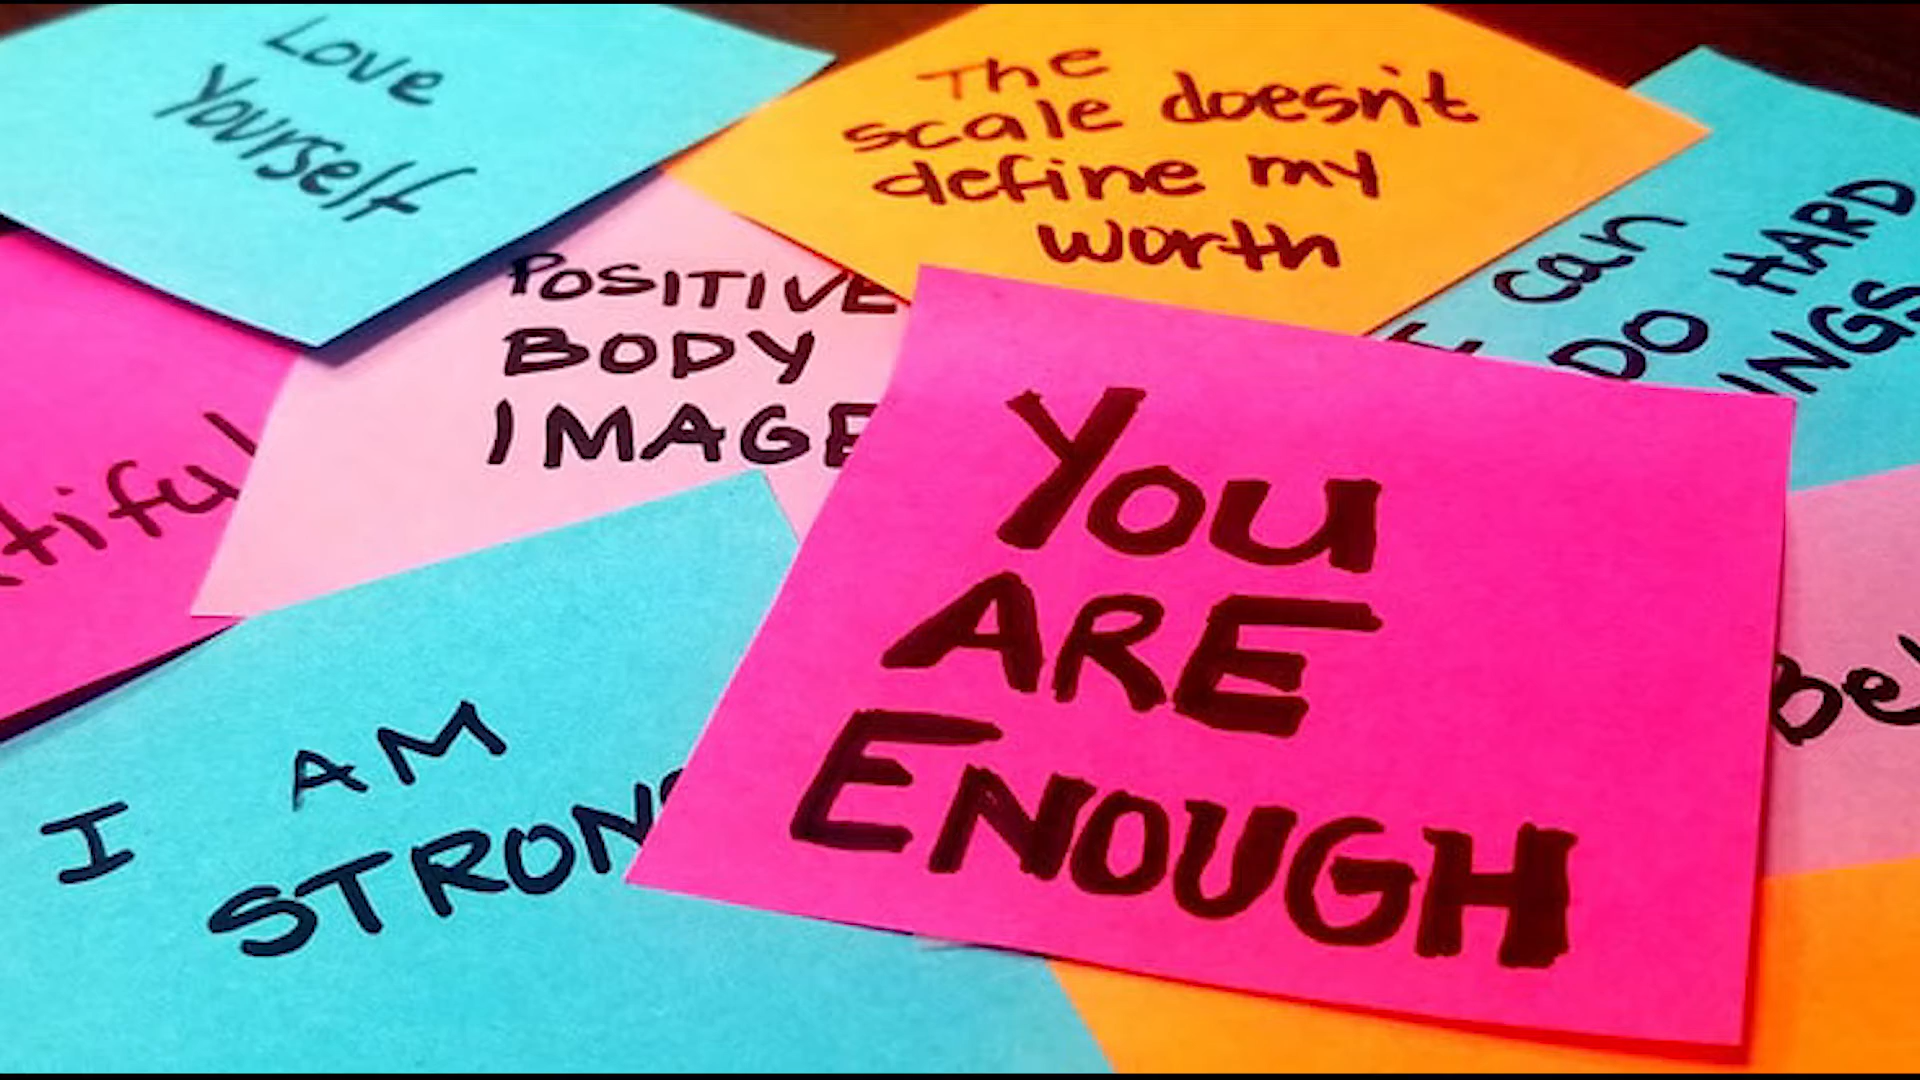 Love
Yourself
The
scale doesn't
define my
worth
can
DO HARD
INGS
POSITIVE
BODY
IMAGE
tiful
YOU
ARE
ENOUGH
I AM
STRON
Be